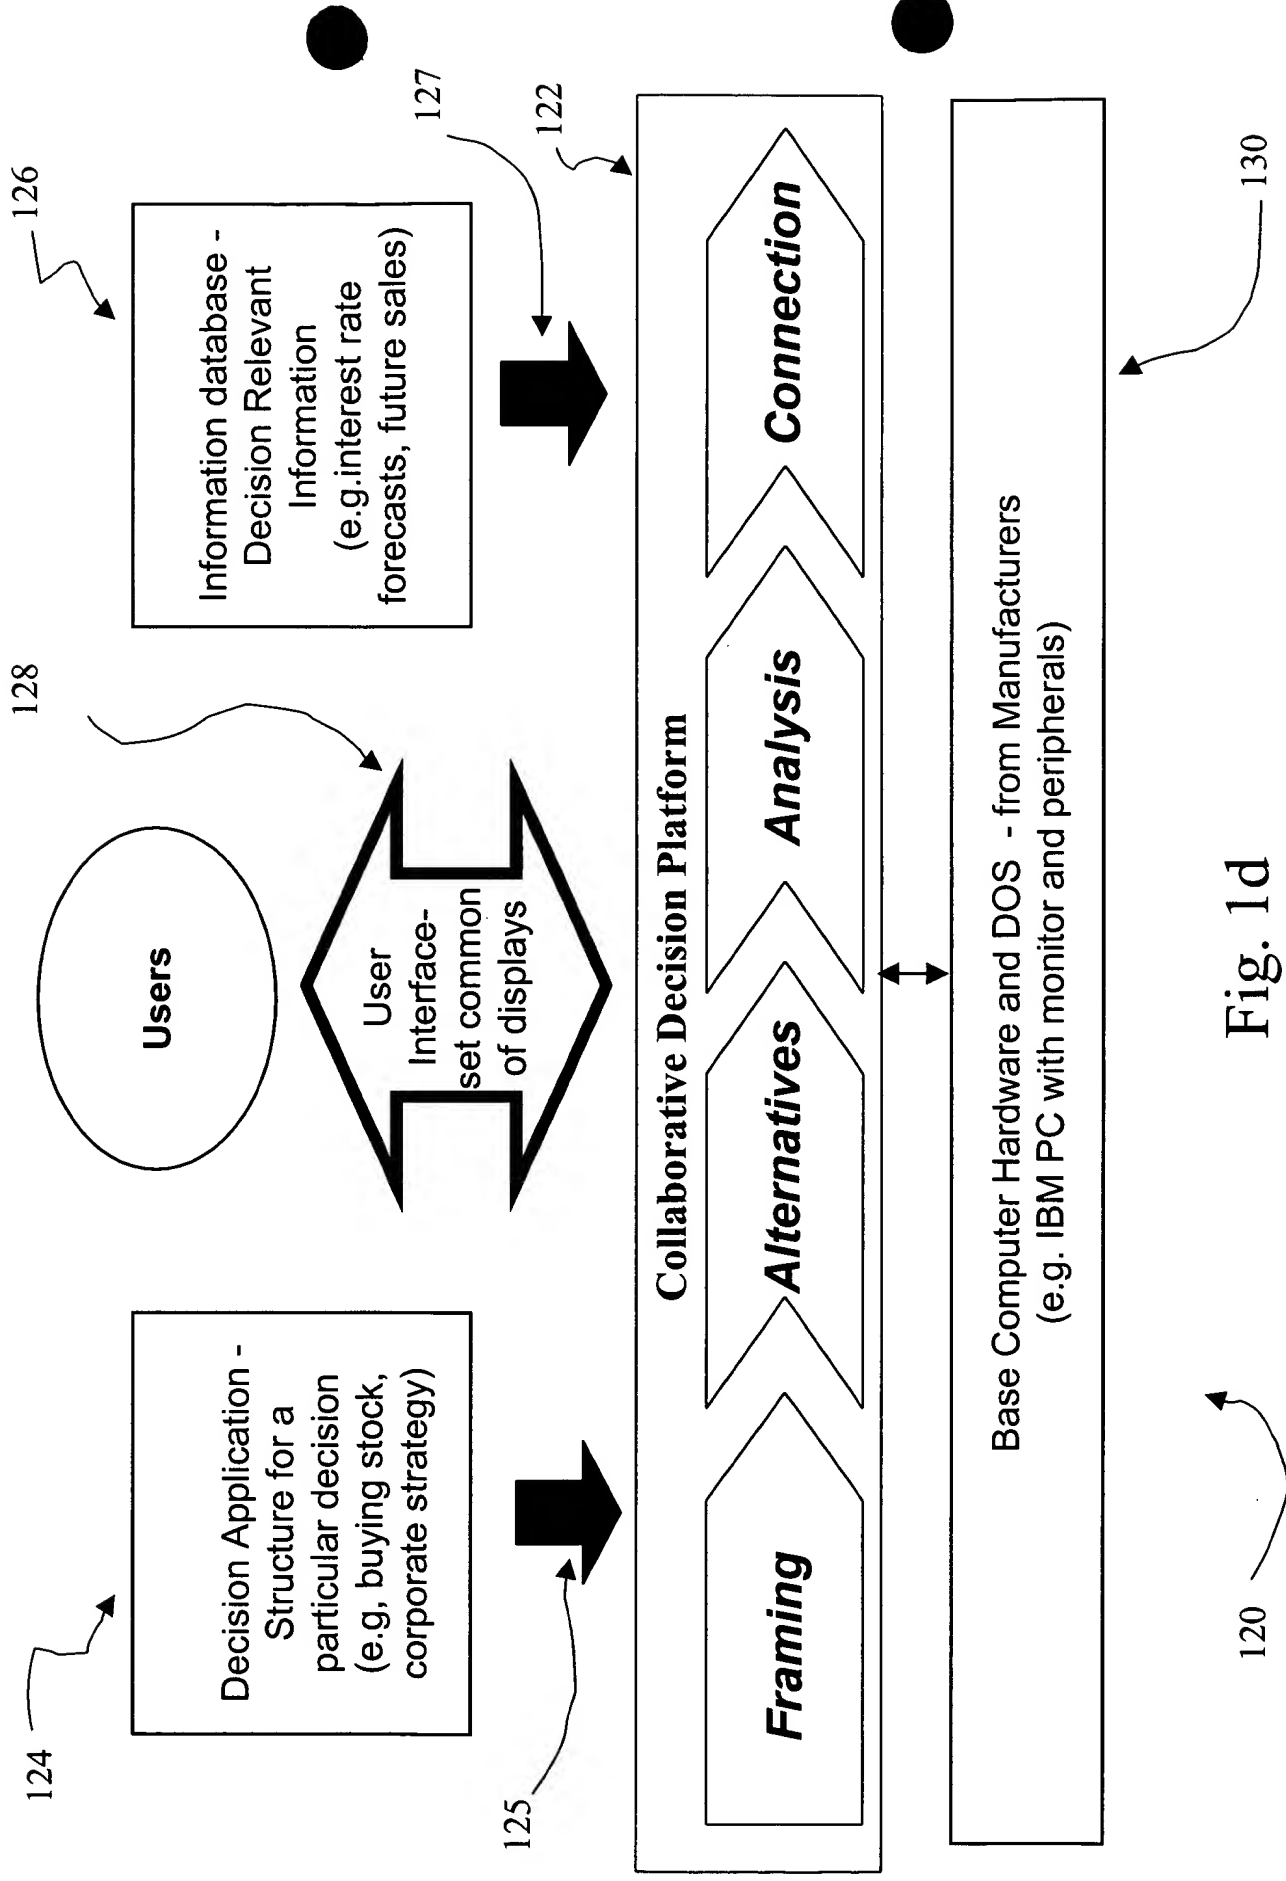 124
Decision Application -
Structure for a
particular decision
(e.g, buying stock,
corporate strategy)
125
Users
128
User
Interface-
set common
of displays
126
Information database -
Decision Relevant
Information
(e.g.interest rate
forecasts, future sales)
127
122
Collaborative Decision Platform
Framing
Alternatives
Analysis
Connection
Base Computer Hardware and DOS - from Manufacturers
(e.g. IBM PC with monitor and peripherals)
130
120
Fig. 1d